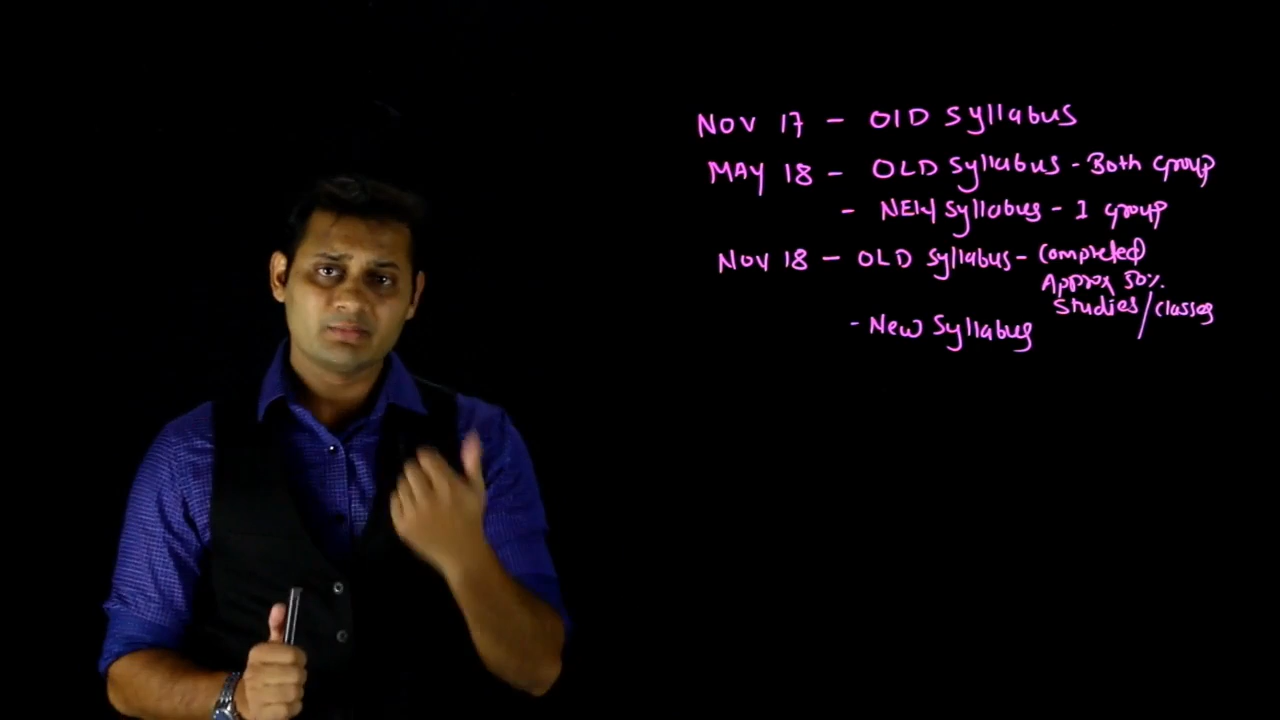 NOV 17 - OlD Syllabus
MAY 18 - OLD Syllabus - Both group
- NEW Syllabus - 1 group
Nov 18 - OLD Syllabus - Completed
Approx 50%
Studies/classes
- New Syllabus